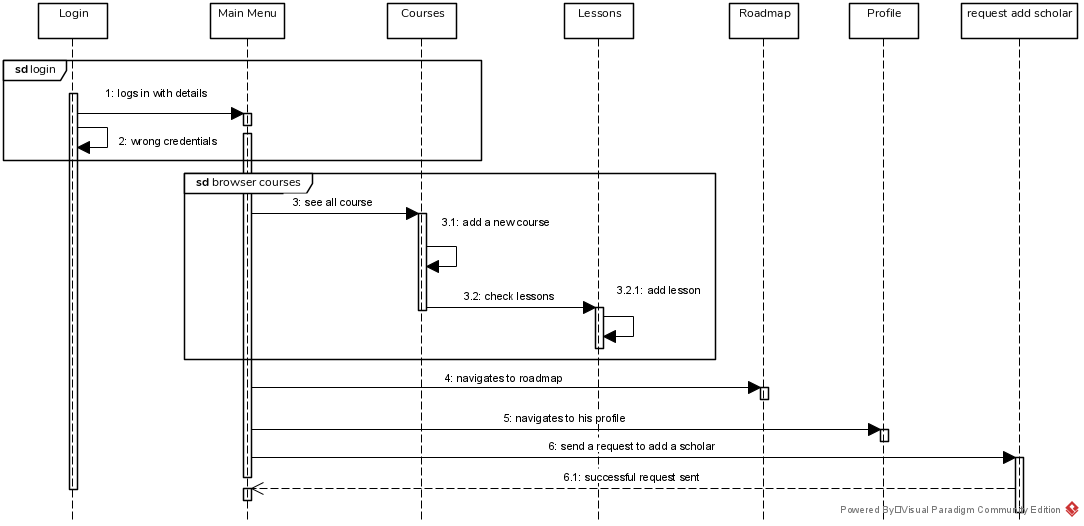 Login
Main Menu
Courses
Lessons
Roadmap
Profile
request add scholar
sd login
1: logs in with details
2: wrong credentials
sd browser courses
3: see all course
3.1: add a new course
3.2: check lessons
3.2.1: add lesson
4: navigates to roadmap
5: navigates to his profile
6: send a request to add a scholar
6.1: successful request sent
Powered By Visual Paradigm Community Edition